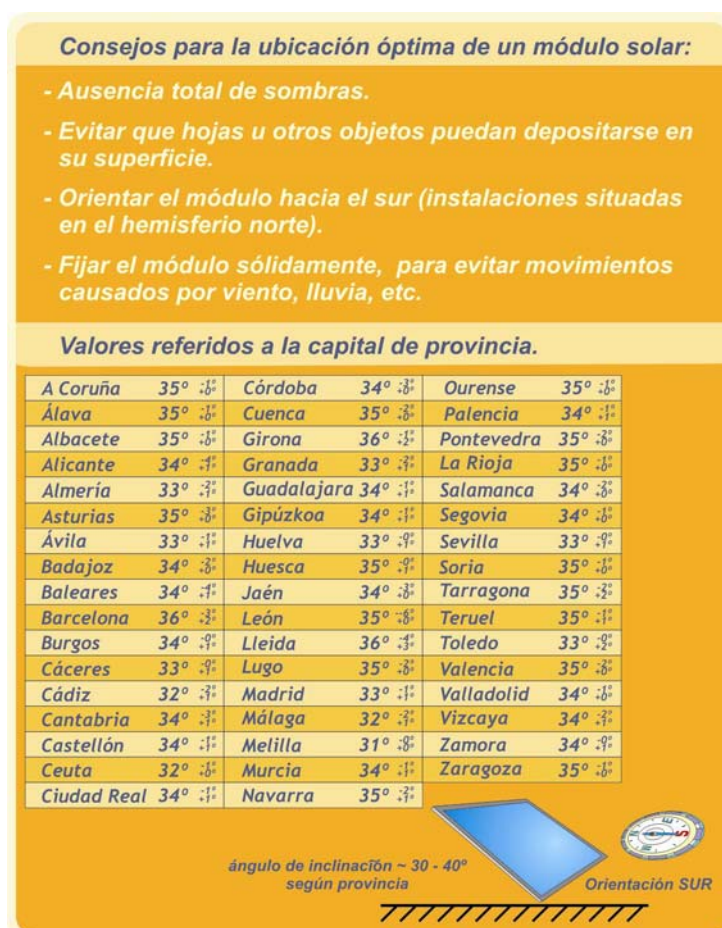 Consejos para la ubicación óptima de un módulo solar:
- Ausencia total de sombras.
- Evitar que hojas u otros objetos puedan depositarse en
su superficie.
- Orientar el módulo hacia el sur (instalaciones situadas
en el hemisferio norte).
- Fijar el módulo sólidamente, para evitar movimientos
causados por viento, lluvia, etc.
Valores referidos a la capital de provincia.
A Coruña 35º Córdoba 34º Ourense 35º
Álava 35º Cuenca 35º Palencia 34º
Albacete 35º Girona 36º Pontevedra 35º
Alicante 34º Granada 33º La Rioja 35º
Almería 33º Guadalajara 34º Salamanca 34º
Asturias 35º Gipúzkoa 34º Segovia 34º
Ávila 33º Huelva 33º Sevilla 33º
Badajoz 34º Huesca 35º Soria 35º
Baleares 34º Jaén 34º Tarragona 35º
Barcelona 36º León 35º Teruel 35º
Burgos 34º Lleida 36º Toledo 33º
Cáceres 33º Lugo 35º Valencia 35º
Cádiz 32º Madrid 33º Valladolid 34º
Cantabria 34º Málaga 32º Vizcaya 34º
Castellón 34º Melilla 31º Zamora 34º
Ceuta 32º Murcia 34º Zaragoza 35º
Ciudad Real 34º Navarra 35º
ángulo de inclinación ~ 30 - 40º
según provincia
Orientación SUR